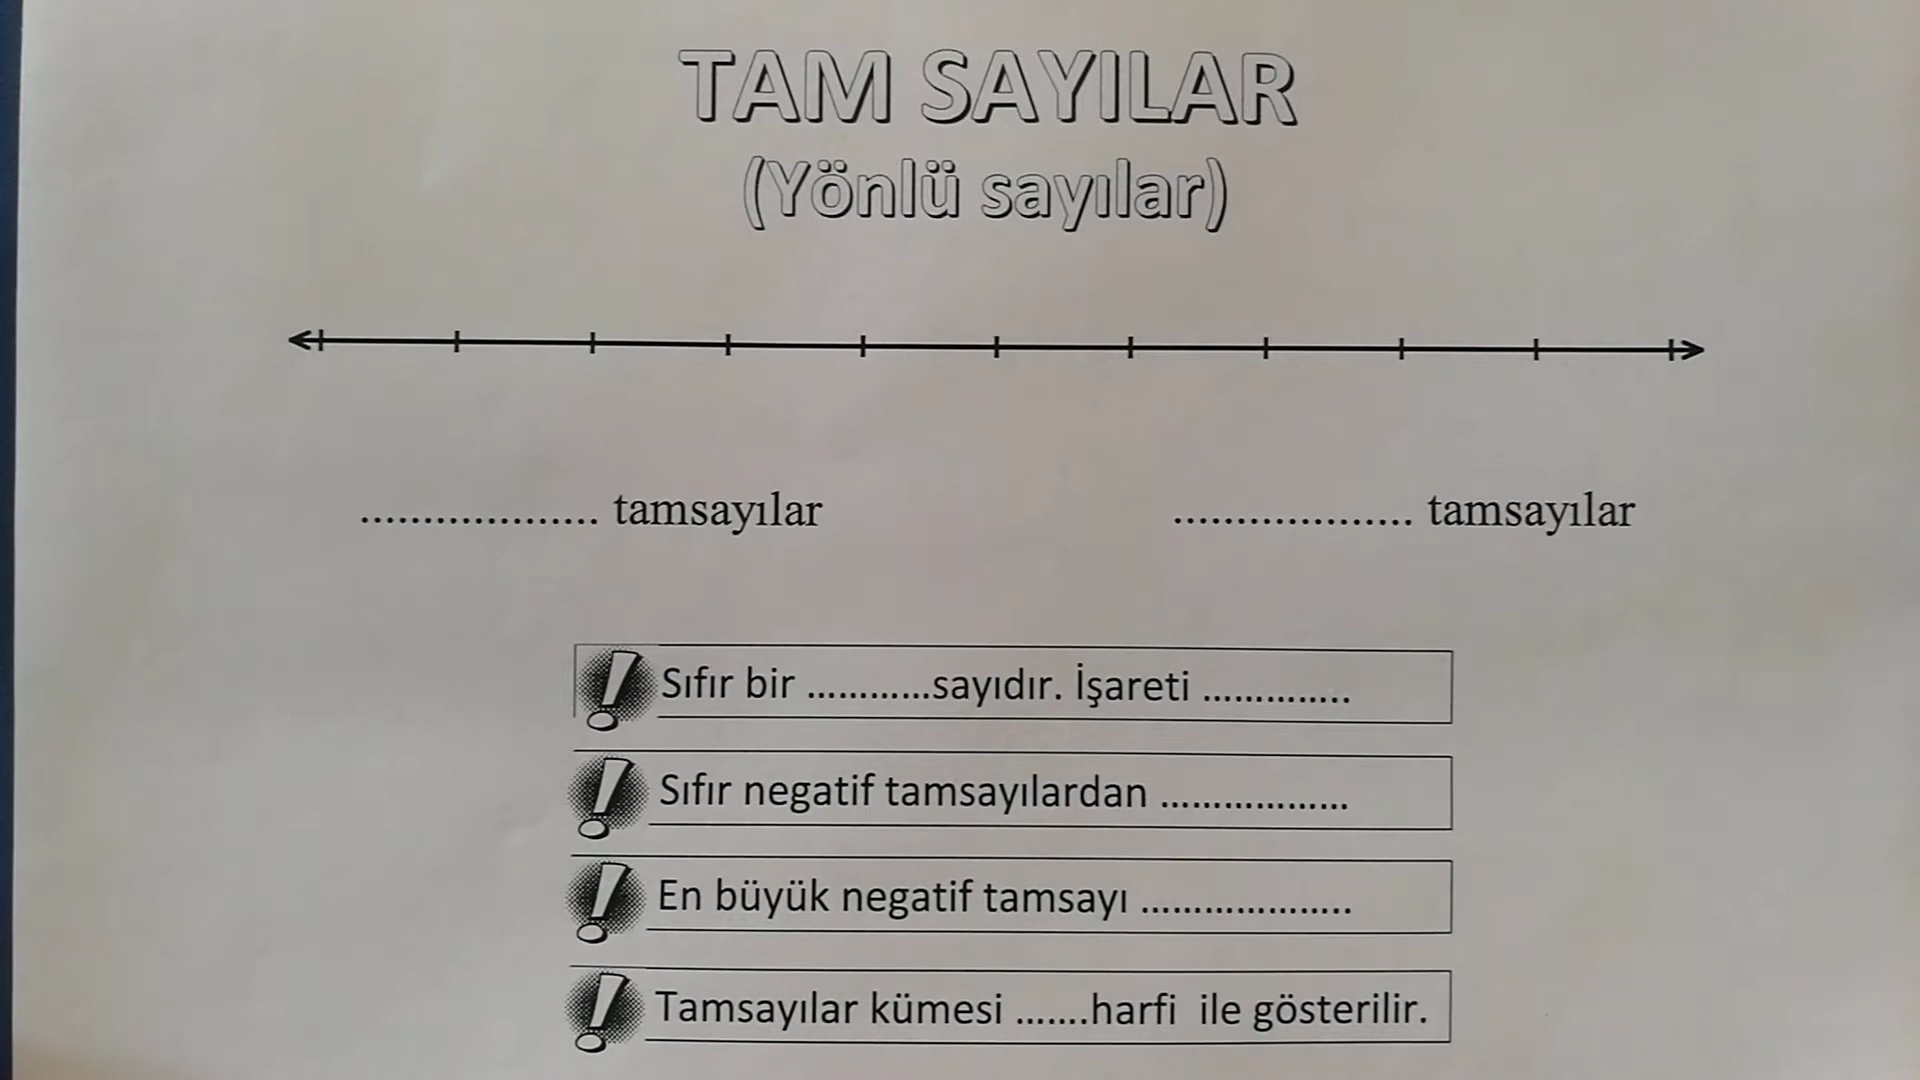 TAM SAYILAR
(Yönlü sayılar)
................... tamsayılar
................... tamsayılar
Sıfır bir ............sayıdır. İşareti ..............
Sıfır negatif tamsayılardan ..................
En büyük negatif tamsayı ....................
Tamsayılar kümesi .......harfi ile gösterilir.